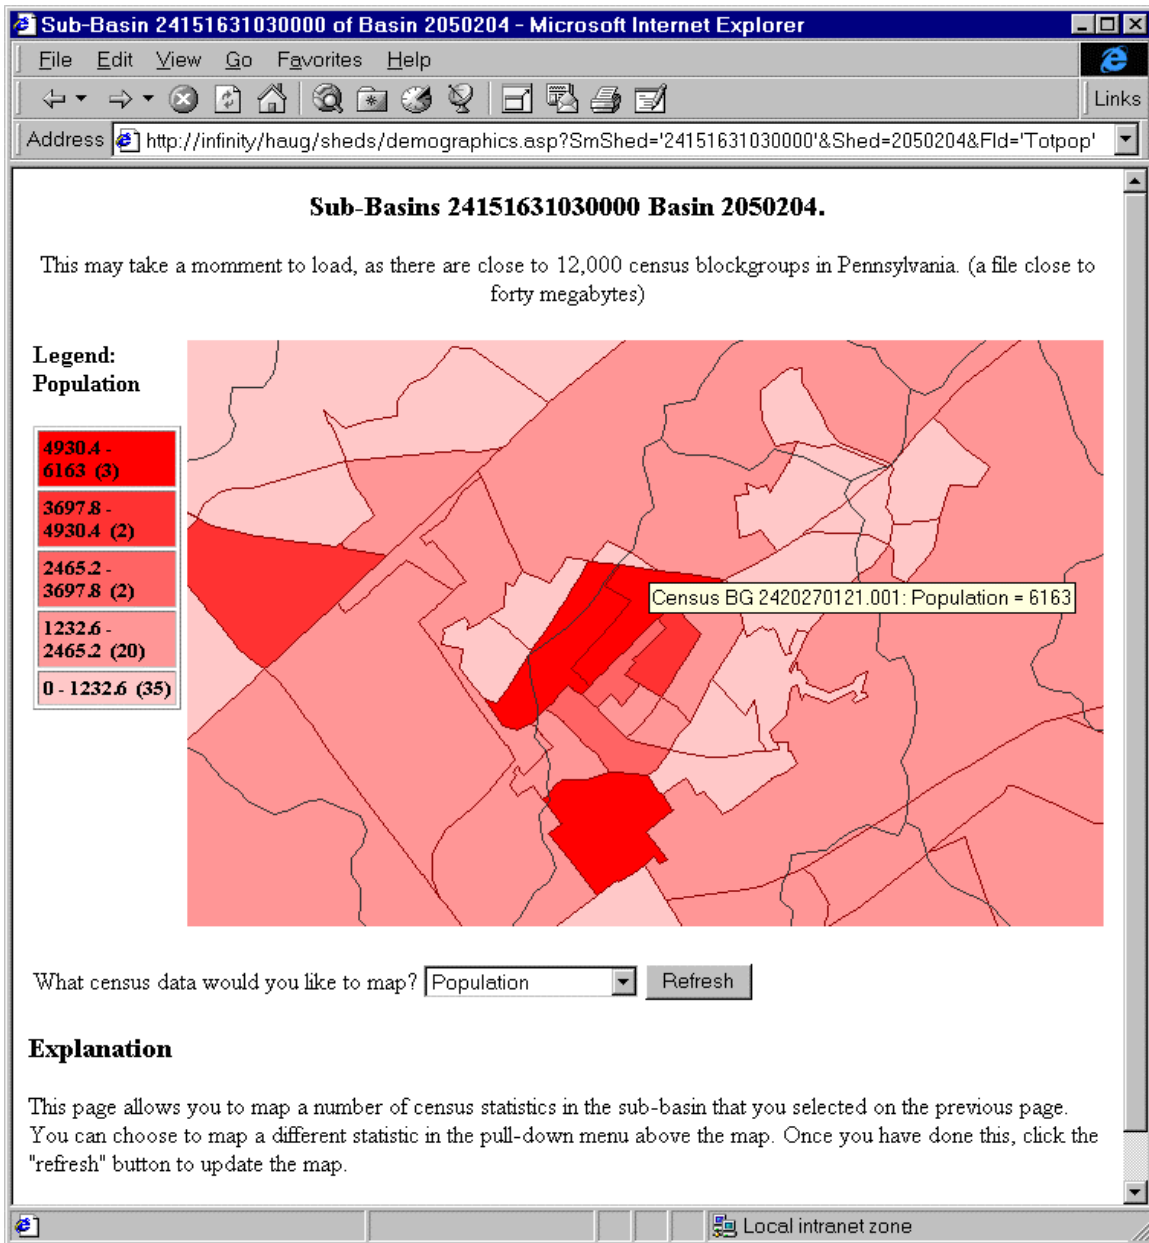 Sub-Basin 24151631030000 of Basin 2050204 - Microsoft Internet Explorer
File Edit View Go Favorites Help
Links
Address http://infinity/haug/sheds/demographics.asp?SmShed='24151631030000'&Shed=2050204&Fld='Totpop'
Sub-Basins 24151631030000 Basin 2050204.
This may take a momment to load, as there are close to 12,000 census blockgroups in Pennsylvania. (a file close to
forty megabytes)
Legend:
Population
4930.4 -
6163 (3)
3697.8 -
4930.4 (2)
2465.2 -
3697.8 (2)
1232.6 -
2465.2 (20)
0 - 1232.6 (35)
Census BG 2420270121.001: Population = 6163
What census data would you like to map? Population Refresh
Explanation
This page allows you to map a number of census statistics in the sub-basin that you selected on the previous page.
You can choose to map a different statistic in the pull-down menu above the map. Once you have done this, click the
"refresh" button to update the map.
Local intranet zone